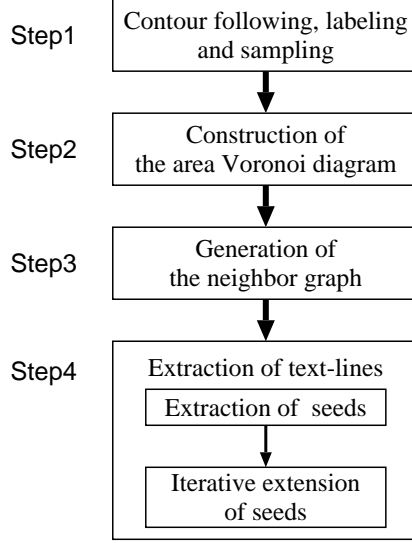 Step1
Contour following, labeling
and sampling
Step2
Construction of
the area Voronoi diagram
Step3
Generation of
the neighbor graph
Step4
Extraction of text-lines
Extraction of seeds
Iterative extension
of seeds